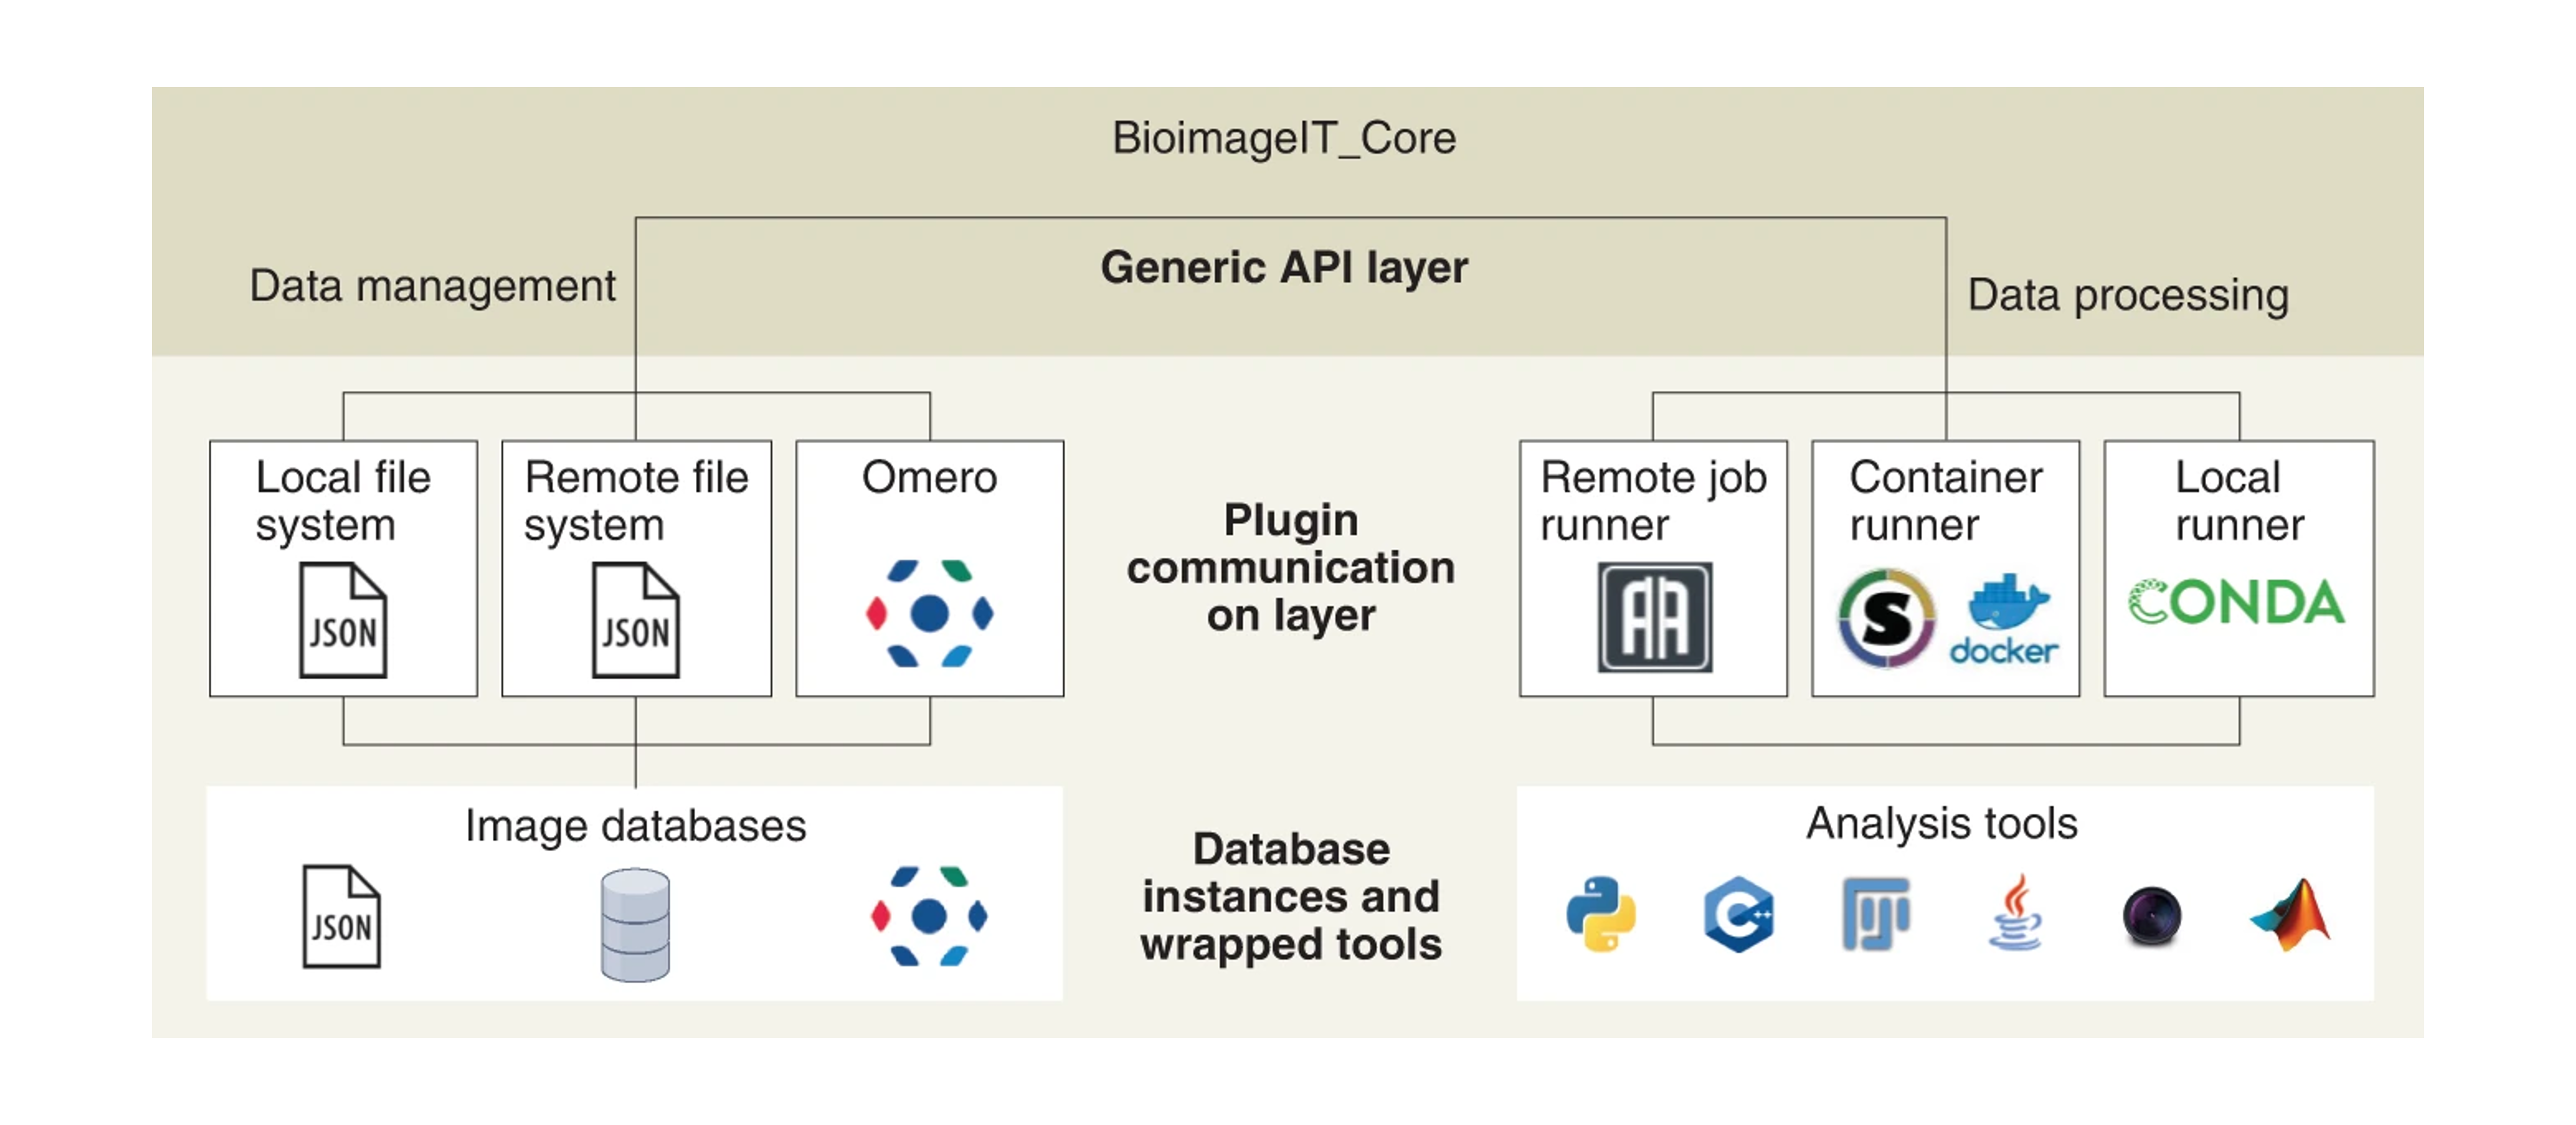 BioimageIT_Core
Generic API layer
Data management
Data processing
Local file
system
JSON
Remote file
system
JSON
Omero
Plugin
communication
on layer
Remote job
runner
AA
Container
runner
S
docker
Local
runner
CONDA
Image databases
JSON
Database
instances and
wrapped tools
Analysis tools
C++